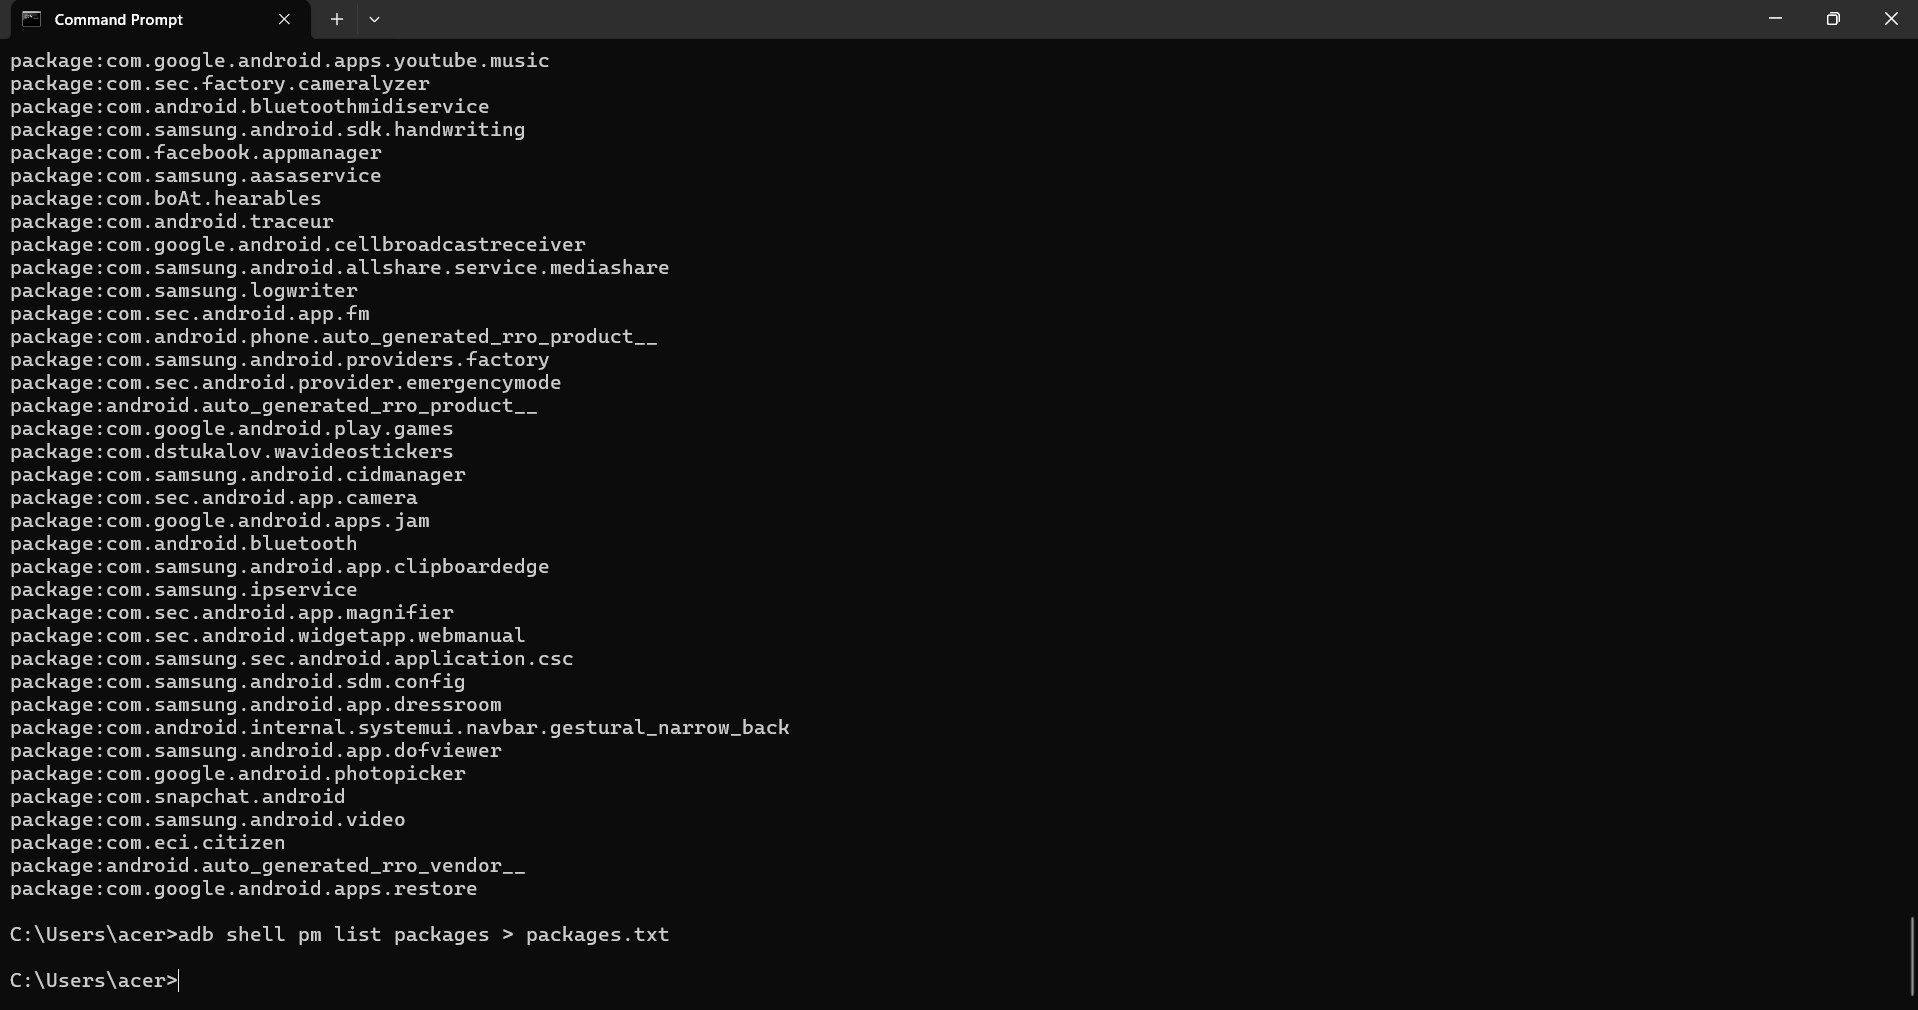 Command Prompt
package:com.google.android.apps.youtube.music
package:com.sec.factory.cameralyzer
package:com.android.bluetoothmidiservice
package:com.samsung.android.sdk.handwriting
package:com.facebook.appmanager
package:com.samsung.aasaservice
package:com.boAt.hearables
package:com.android.traceur
package:com.google.android.cellbroadcastreceiver
package:com.samsung.android.allshare.service.mediashare
package:com.samsung.logwriter
package:com.sec.android.app.fm
package:com.android.phone.auto_generated_rro_product__
package:com.samsung.android.providers.factory
package:com.sec.android.provider.emergencymode
package:android.auto_generated_rro_product__
package:com.google.android.play.games
package:com.dstukalov.wavideostickers
package:com.samsung.android.cidmanager
package:com.sec.android.app.camera
package:com.google.android.apps.jam
package:com.android.bluetooth
package:com.samsung.android.app.clipboardedge
package:com.samsung.ipservice
package:com.sec.android.app.magnifier
package:com.sec.android.widgetapp.webmanual
package:com.samsung.sec.android.application.csc
package:com.samsung.android.sdm.config
package:com.samsung.android.app.dressroom
package:com.android.internal.systemui.navbar.gestural_narrow_back
package:com.samsung.android.app.dofviewer
package:com.google.android.photopicker
package:com.snapchat.android
package:com.samsung.android.video
package:com.eci.citizen
package:android.auto_generated_rro_vendor__
package:com.google.android.apps.restore
C:\Users\acer>adb shell pm list packages > packages.txt
C:\Users\acer>